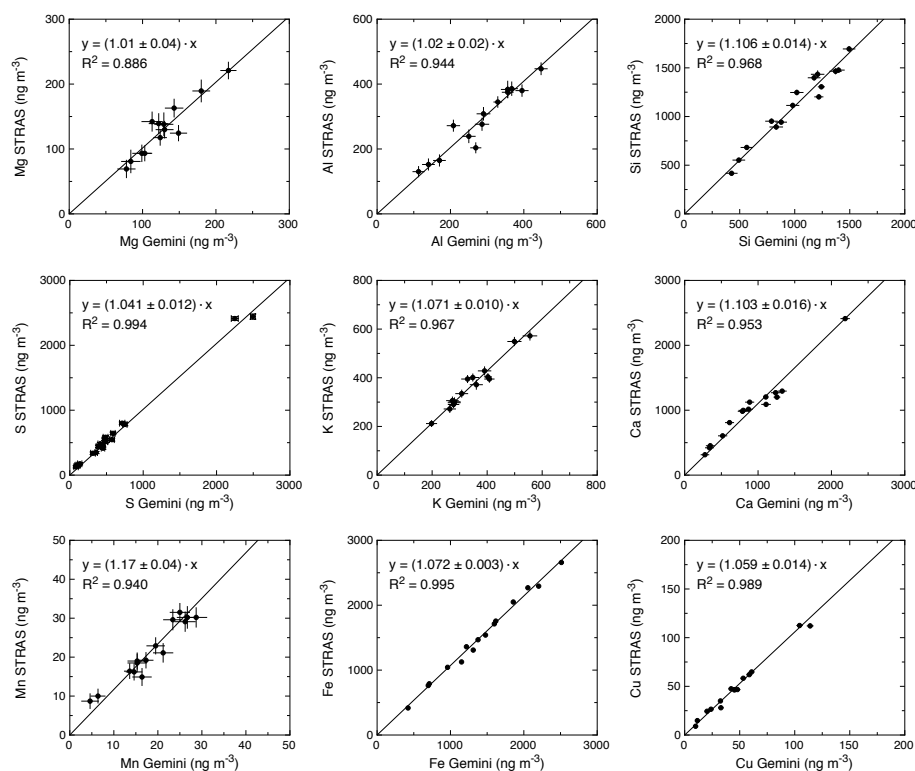 y = (1.01 ± 0.04) · x
R² = 0.886
Mg STRAS (ng m⁻³)
300
200
100
0
0 100 200 300
Mg Gemini (ng m⁻³)
y = (1.02 ± 0.02) · x
R² = 0.944
Al STRAS (ng m⁻³)
600
400
200
0
0 200 400 600
Al Gemini (ng m⁻³)
y = (1.106 ± 0.014) · x
R² = 0.968
Si STRAS (ng m⁻³)
2000
1500
1000
500
0
0 500 1000 1500 2000
Si Gemini (ng m⁻³)
y = (1.041 ± 0.012) · x
R² = 0.994
S STRAS (ng m⁻³)
3000
2000
1000
0
0 1000 2000 3000
S Gemini (ng m⁻³)
y = (1.071 ± 0.010) · x
R² = 0.967
K STRAS (ng m⁻³)
800
600
400
200
0
0 200 400 600 800
K Gemini (ng m⁻³)
y = (1.103 ± 0.016) · x
R² = 0.953
Ca STRAS (ng m⁻³)
3000
2000
1000
0
0 1000 2000 3000
Ca Gemini (ng m⁻³)
y = (1.17 ± 0.04) · x
R² = 0.940
Mn STRAS (ng m⁻³)
50
40
30
20
10
0
0 10 20 30 40 50
Mn Gemini (ng m⁻³)
y = (1.072 ± 0.003) · x
R² = 0.995
Fe STRAS (ng m⁻³)
3000
2000
1000
0
0 1000 2000 3000
Fe Gemini (ng m⁻³)
y = (1.059 ± 0.014) · x
R² = 0.989
Cu STRAS (ng m⁻³)
200
150
100
50
0
0 50 100 150 200
Cu Gemini (ng m⁻³)